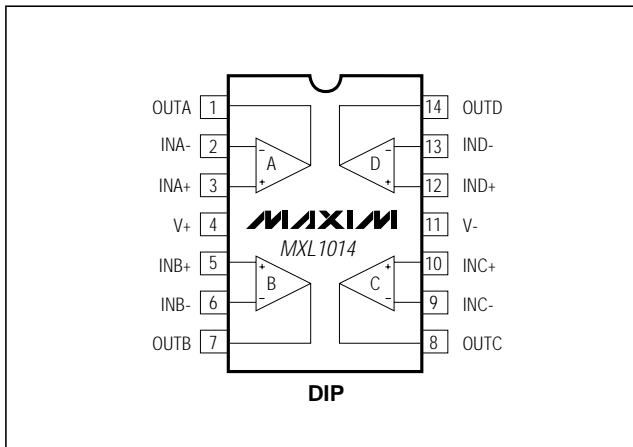 OUTA 1 14 OUTD
INA- 2 - A - D 13 IND-
INA+ 3 + + 12 IND+
V+ 4 MAXIM 11 V-
MXL1014
INB+ 5 + + 10 INC+
B C
INB- 6 - - 9 INC-
OUTB 7 8 OUTC
DIP